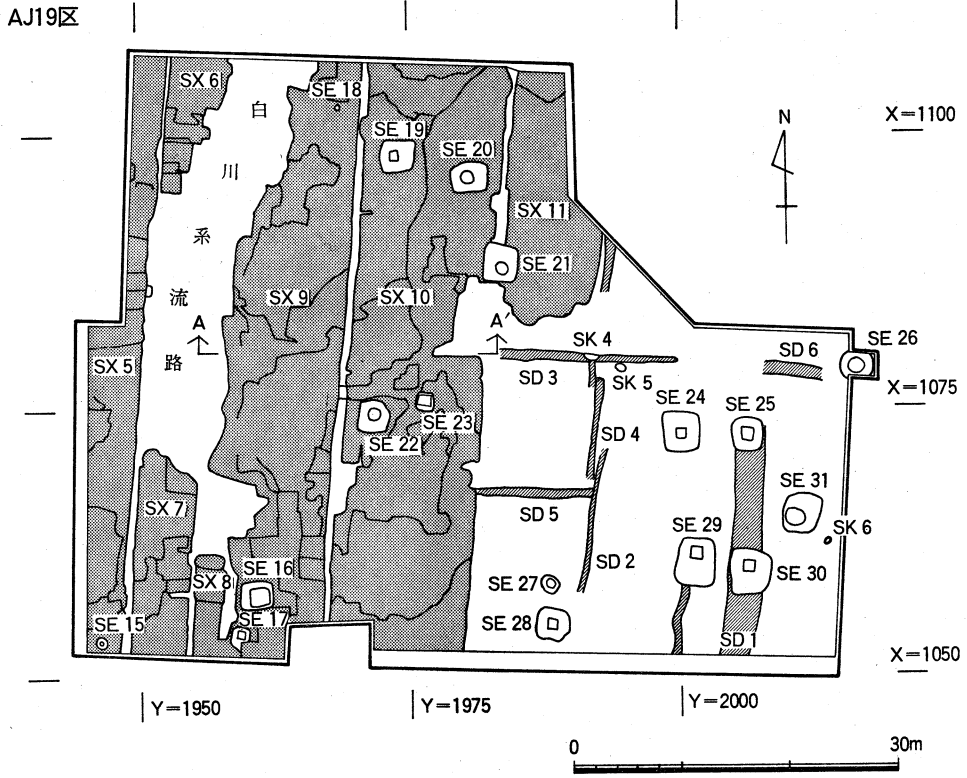 AJ19区
SX 6
白川系流路
SE 18
SE 19
SE 20
X=1100
N
SX 11
SE 21
SX 9
SX 10
A
A′
SK 4
SX 5
SD 3
SK 5
SD 6
SE 26
X=1075
SE 24
SE 25
SE 22
SE 23
SD 4
SX 7
SD 5
SE 31
SK 6
SE 29
SX 8
SE 16
SE 27
SD 2
SE 30
SE 15
SE 17
SE 28
SD 1
X=1050
Y=1950
Y=1975
Y=2000
0
30m